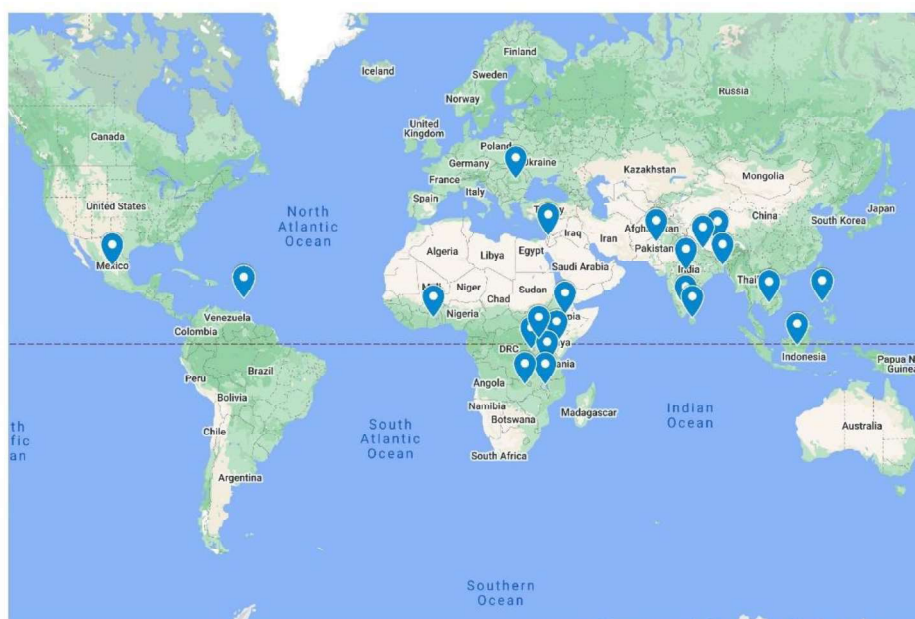 Iceland
Finland
Sweden
Norway
Russia
Canada
United
Kingdom
Poland
Germany
Ukraine
France
Kazakhstan
Mongolia
Italy
Spain
United States
North
Atlantic
Ocean
Japan
South Korea
China
Iraq
Iran
Pakistan
Algeria
Libya
Egypt
Mexico
Saudi Arabia
India
Niger
Sudan
Chad
Nigeria
Venezuela
Colombia
DRC
Indonesia
Papua N
Guinea
Peru
Brazil
Angola
Bolivia
Namibia
Madagascar
Botswana
Indian
Ocean
Chile
South
Atlantic
Ocean
Australia
South Africa
Argentina
Southern
Ocean